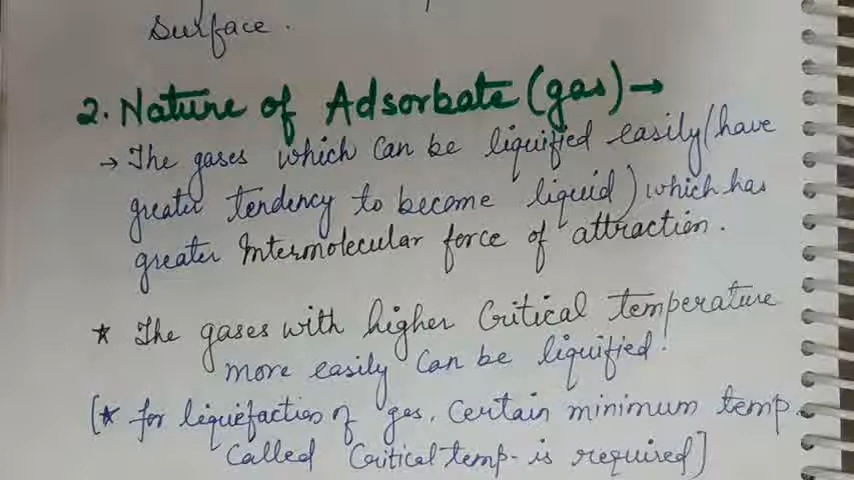 Surface.
2. Nature of Adsorbate (gas) →
→ The gases which can be liquified easily (have
greater tendency to become liquid) which has
greater Intermolecular force of attraction.
* The gases with higher Critical temperature
more easily Can be liquified.
[* for liquefaction of gas. Certain minimum temp.
Called Critical temp. is required]